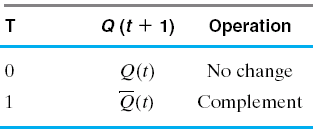 T Q (t + 1) Operation
0 Q(t) No change
1 Q̅(t) Complement